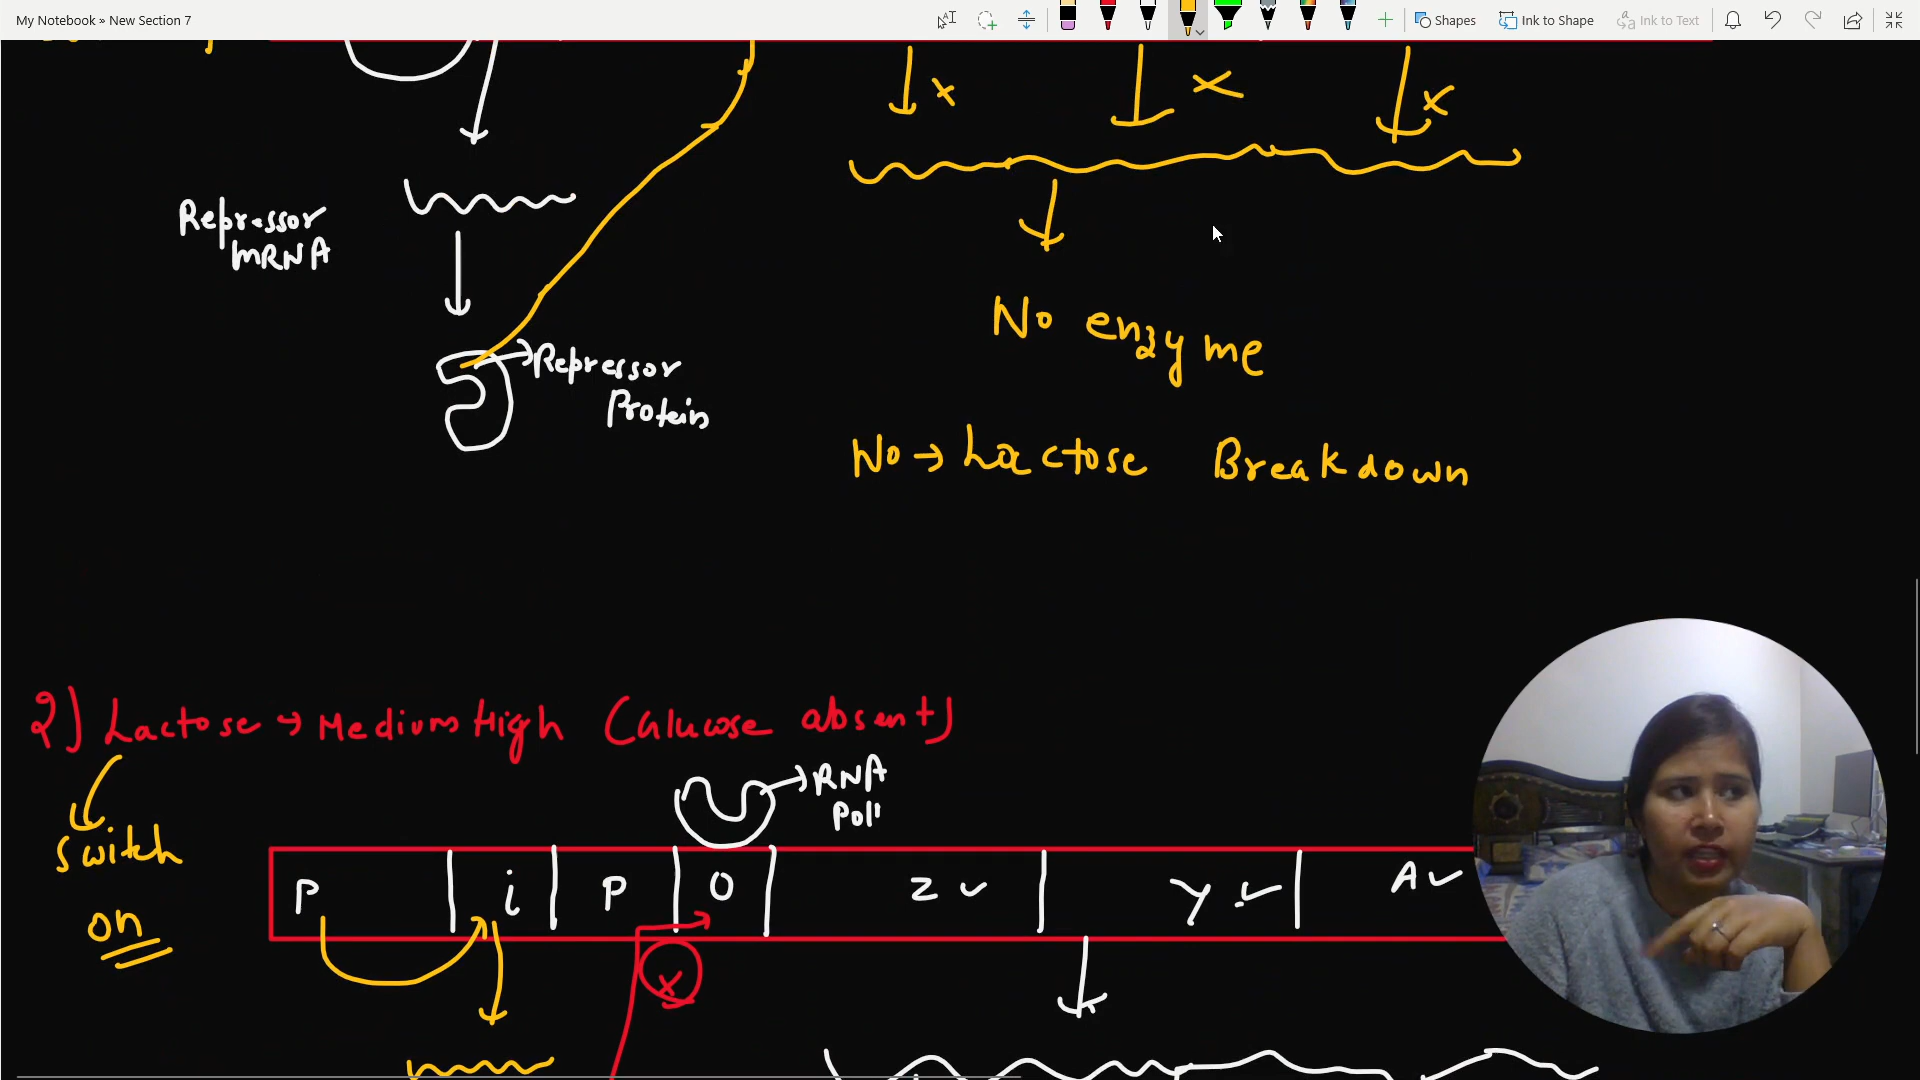 My Notebook » New Section 7
Shapes
Ink to Shape
Ink to Text
x x x
Repressor
mRNA
Repressor
Protein
No enzyme
No → Lactose Breakdown
2) Lactose → Medium High (Glucose absent)
Switch
on
RNA
Pol
P i P O Z ✓ Y ✓ A ✓
x